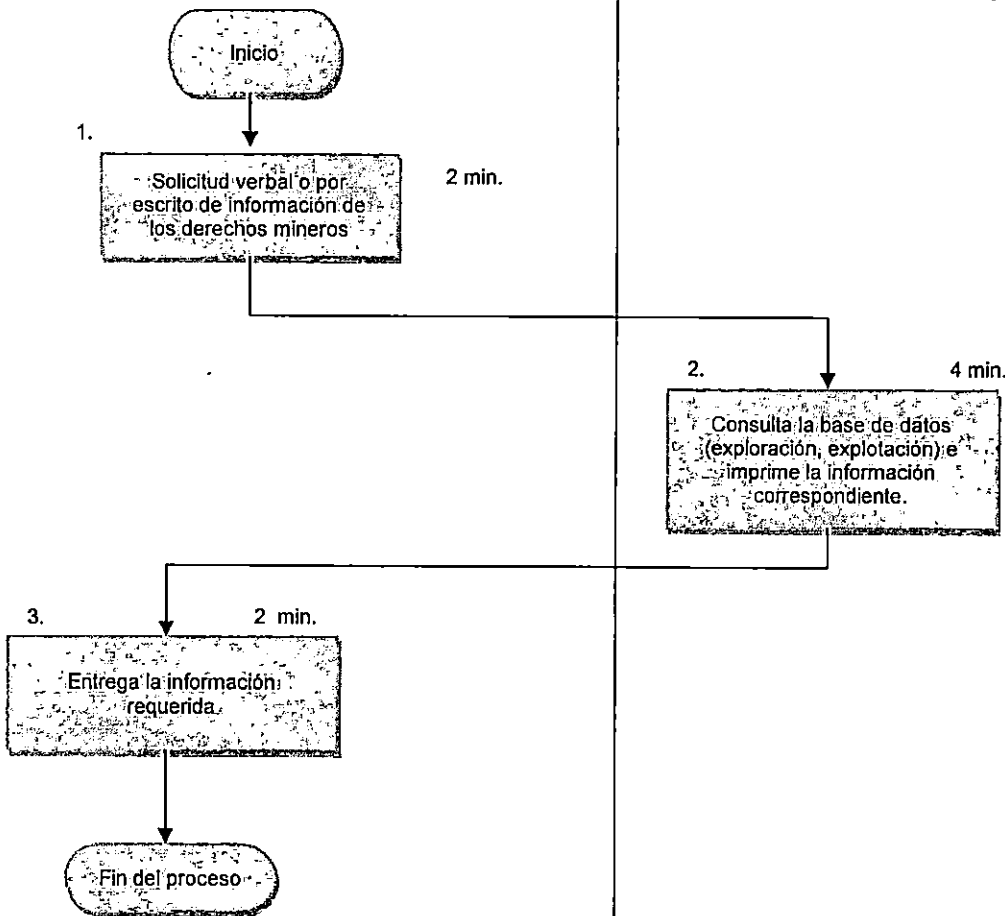 Inicio
1.
Solicitud verbal o por
escrito de información de
los derechos mineros
2 min.
2.
4 min.
Consulta la base de datos
(exploración, explotación) e
imprime la información
correspondiente.
3.
2 min.
Entrega la información
requerida.
Fin del proceso